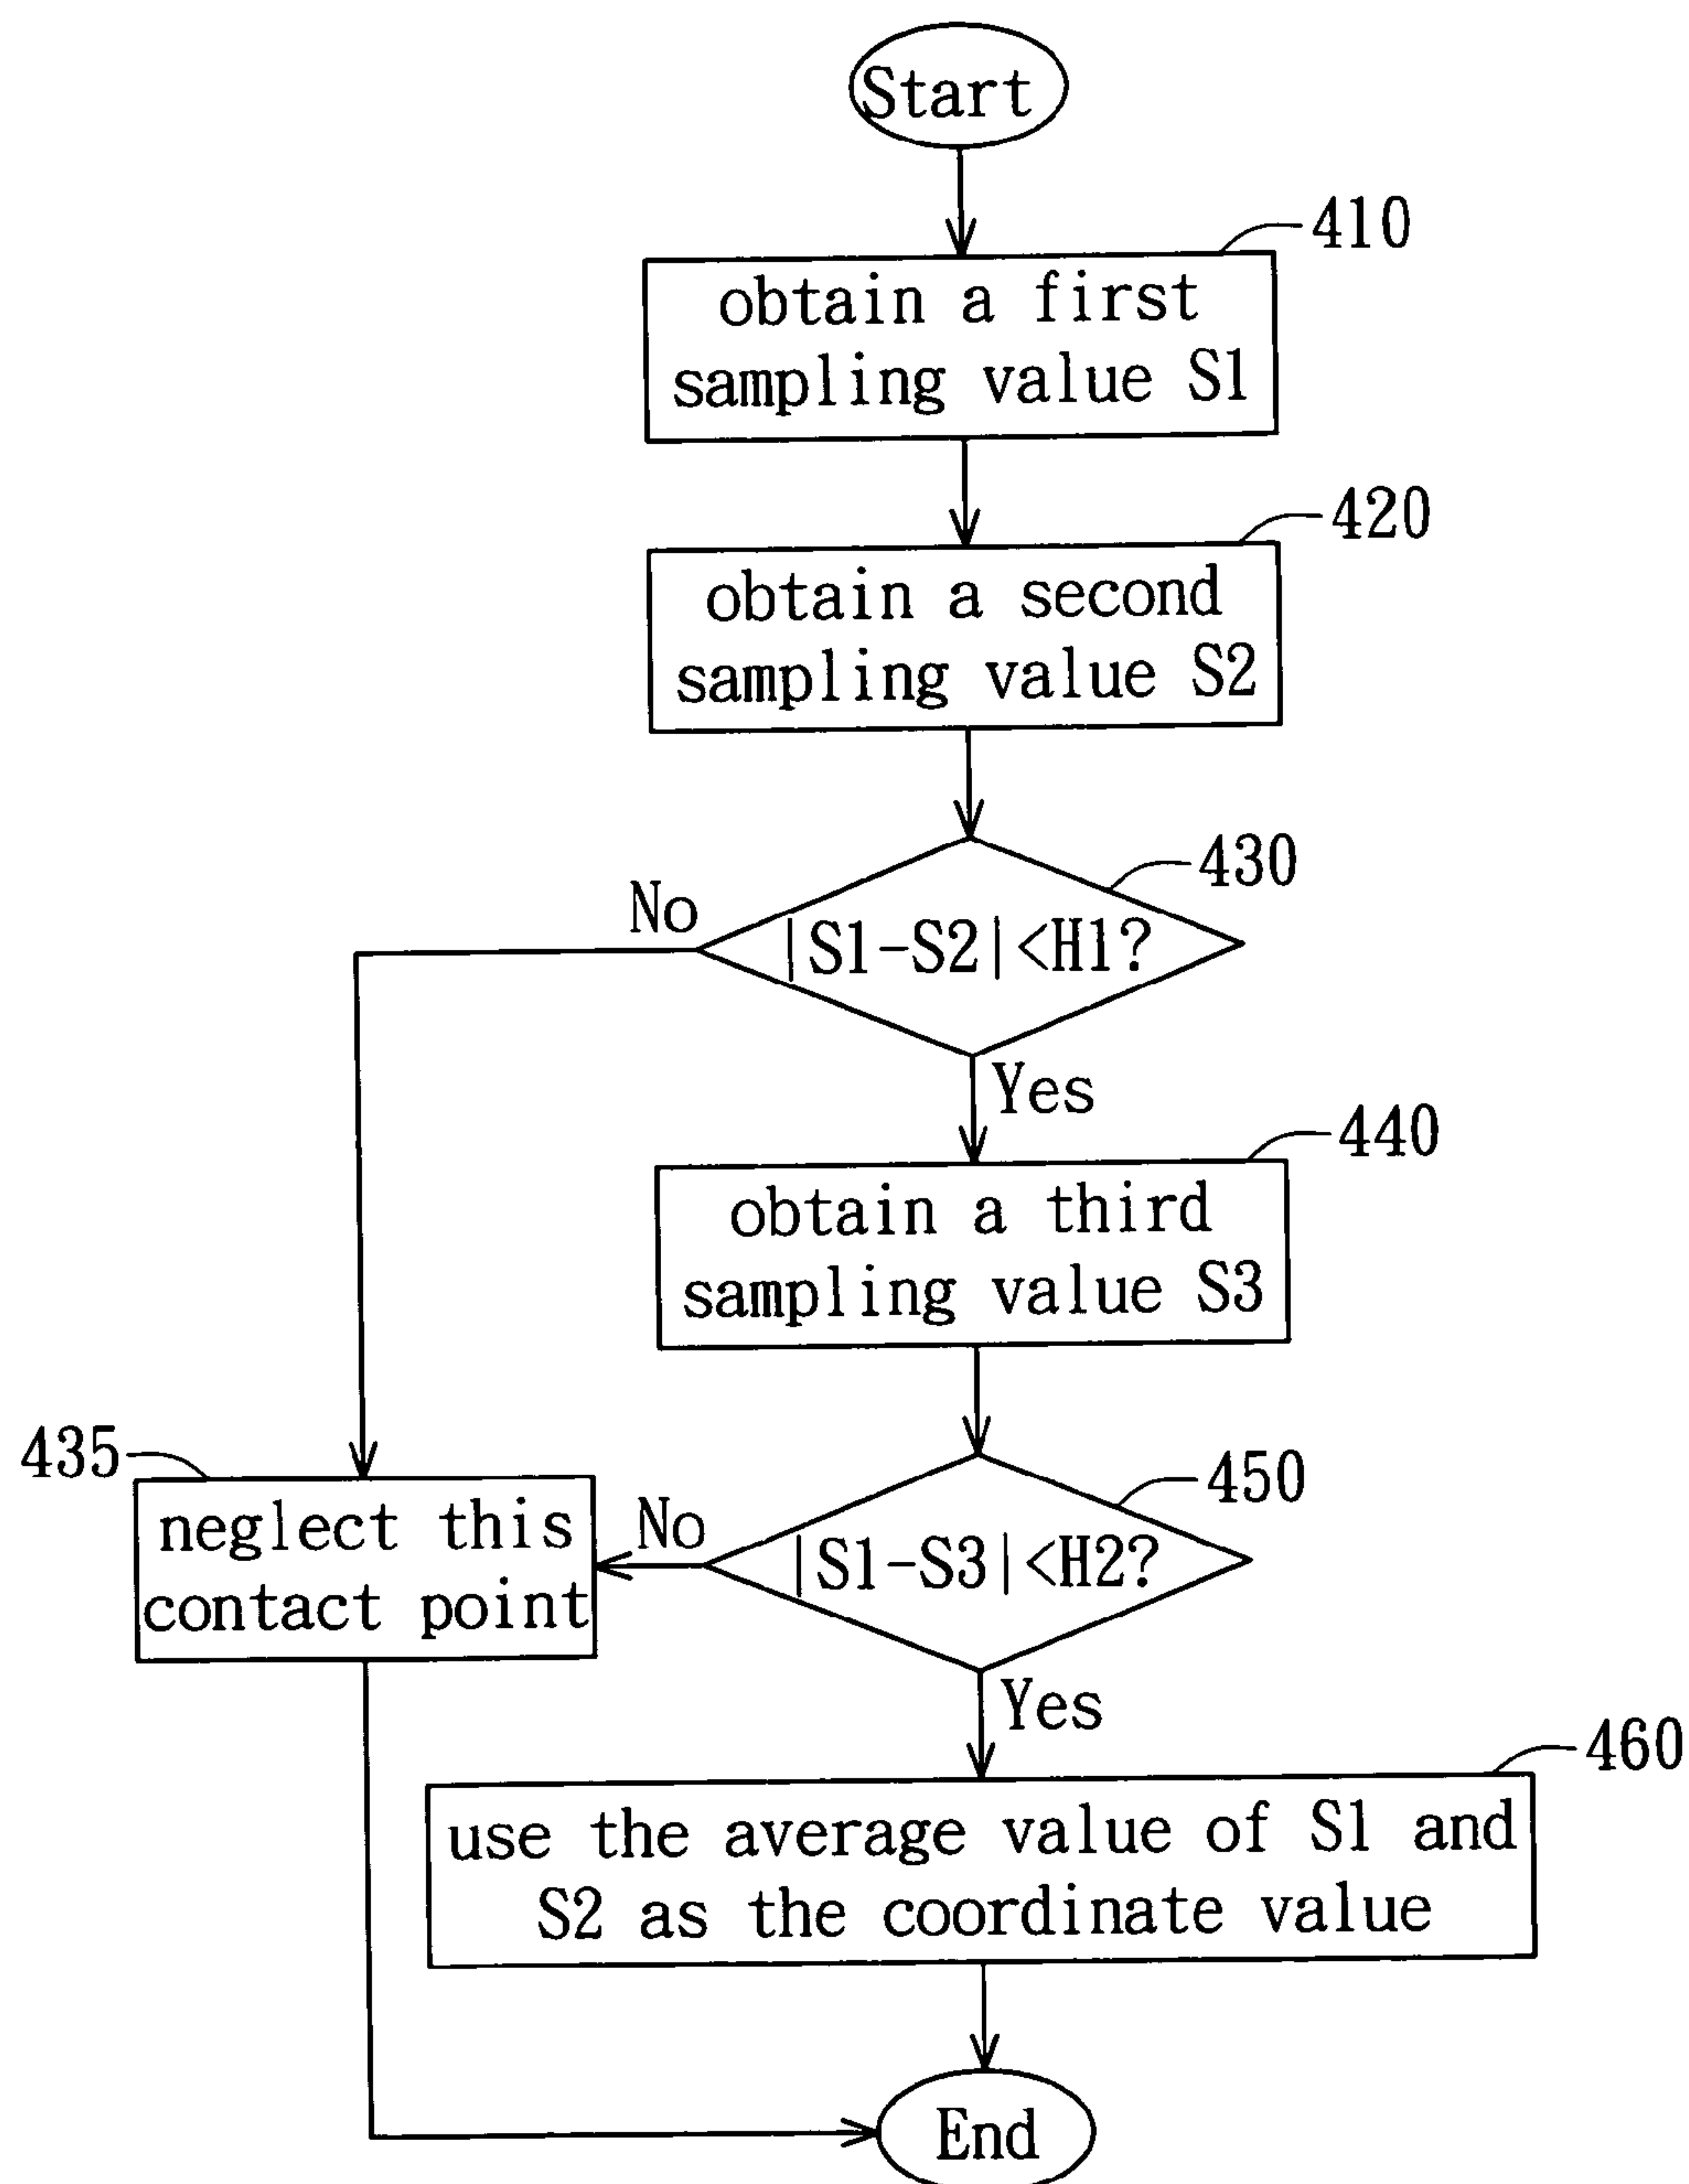 Start
410
obtain a first
sampling value S1
420
obtain a second
sampling value S2
430
No
|S1-S2|<H1?
Yes
440
obtain a third
sampling value S3
435
neglect this
contact point
No
450
|S1-S3|<H2?
Yes
460
use the average value of S1 and
S2 as the coordinate value
End